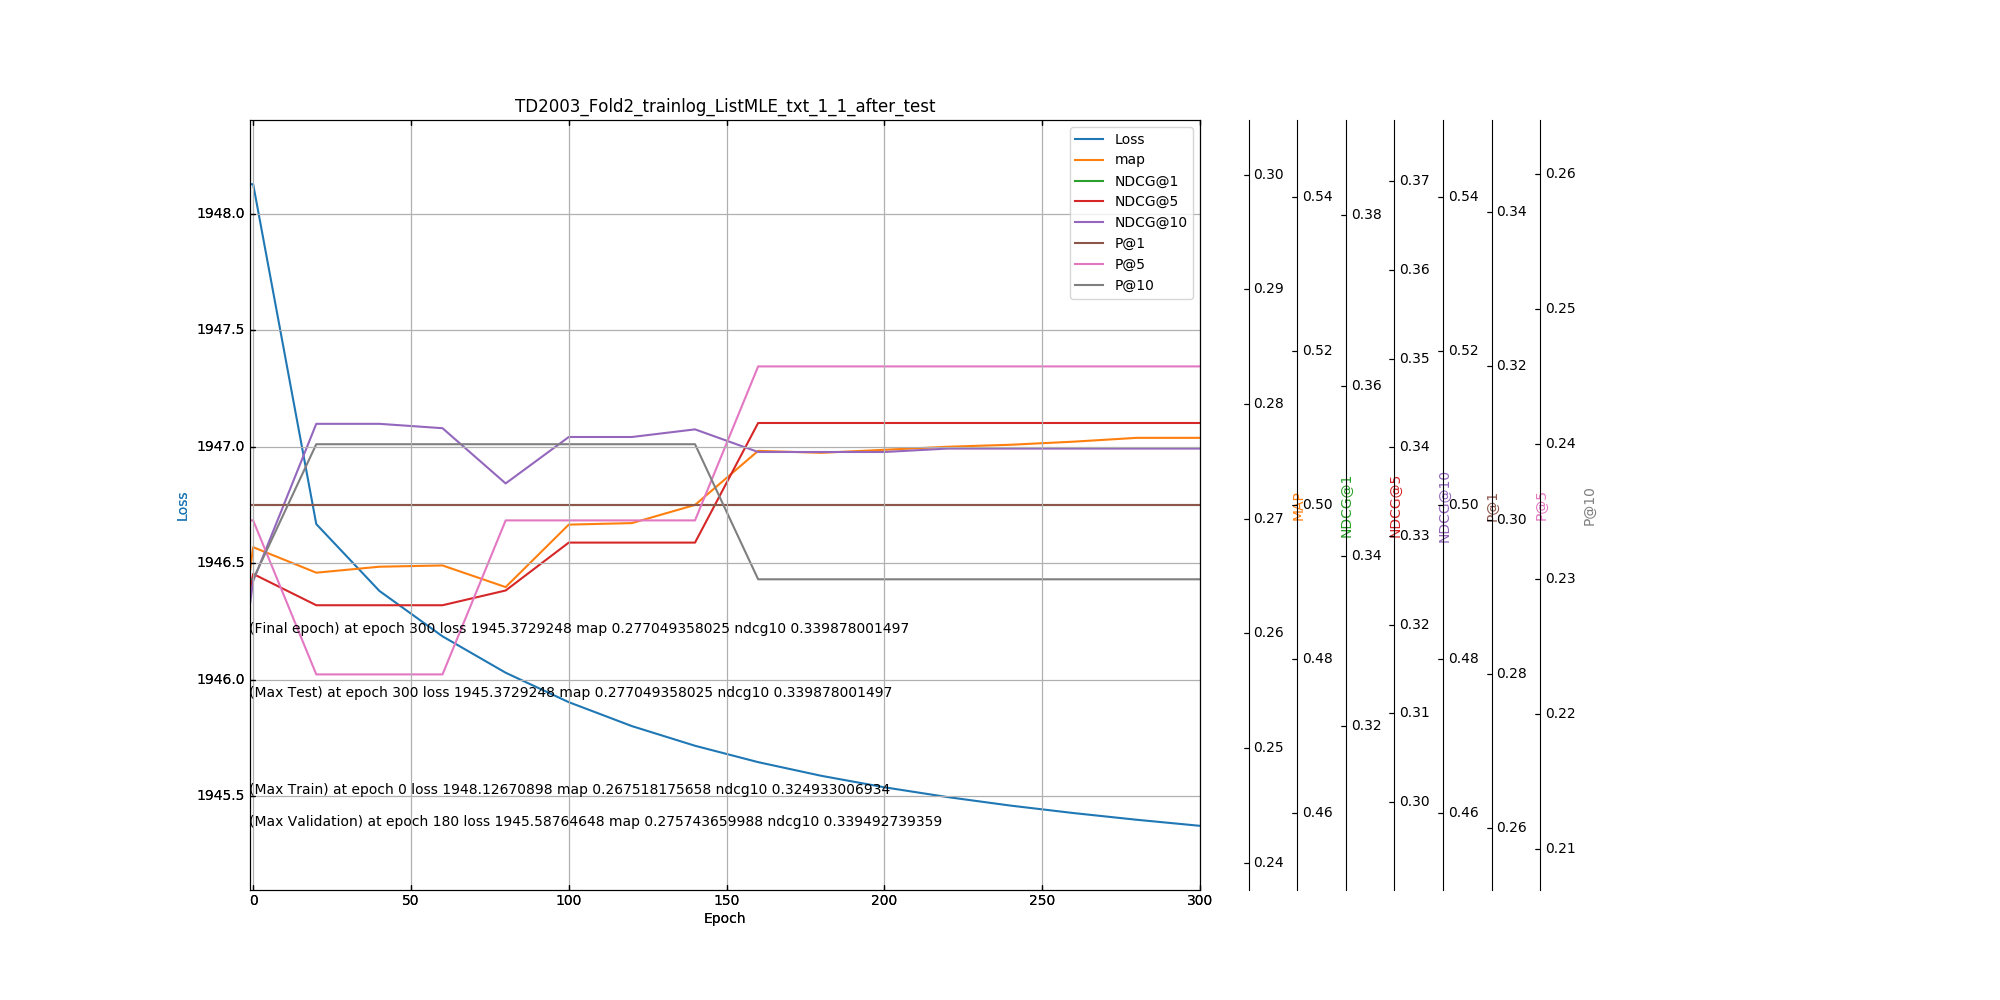 TD2003_Fold2_trainlog_ListMLE_txt_1_1_after_test
Loss
map
NDCG@1
NDCG@5
NDCG@10
P@1
P@5
P@10
1948.0
1947.5
1947.0
1946.5
1946.0
1945.5
Loss
(Final epoch) at epoch 300 loss 1945.3729248 map 0.277049358025 ndcg10 0.339878001497
(Max Test) at epoch 300 loss 1945.3729248 map 0.277049358025 ndcg10 0.339878001497
(Max Train) at epoch 0 loss 1948.12670898 map 0.267518175658 ndcg10 0.324933006934
(Max Validation) at epoch 180 loss 1945.58764648 map 0.275743659988 ndcg10 0.339492739359
0 50 100 150 200 250 300
Epoch
0.30
0.29
0.28
0.27
0.26
0.25
0.24
MAP
0.54
0.52
0.50
0.48
0.46
NDCG@1
0.38
0.36
0.34
0.32
NDCG@5
0.37
0.36
0.35
0.34
0.33
0.32
0.31
0.30
NDCG@10
0.54
0.52
0.50
0.48
0.46
P@1
0.34
0.32
0.30
0.28
0.26
P@5
0.26
0.25
0.24
0.23
0.22
0.21
P@10